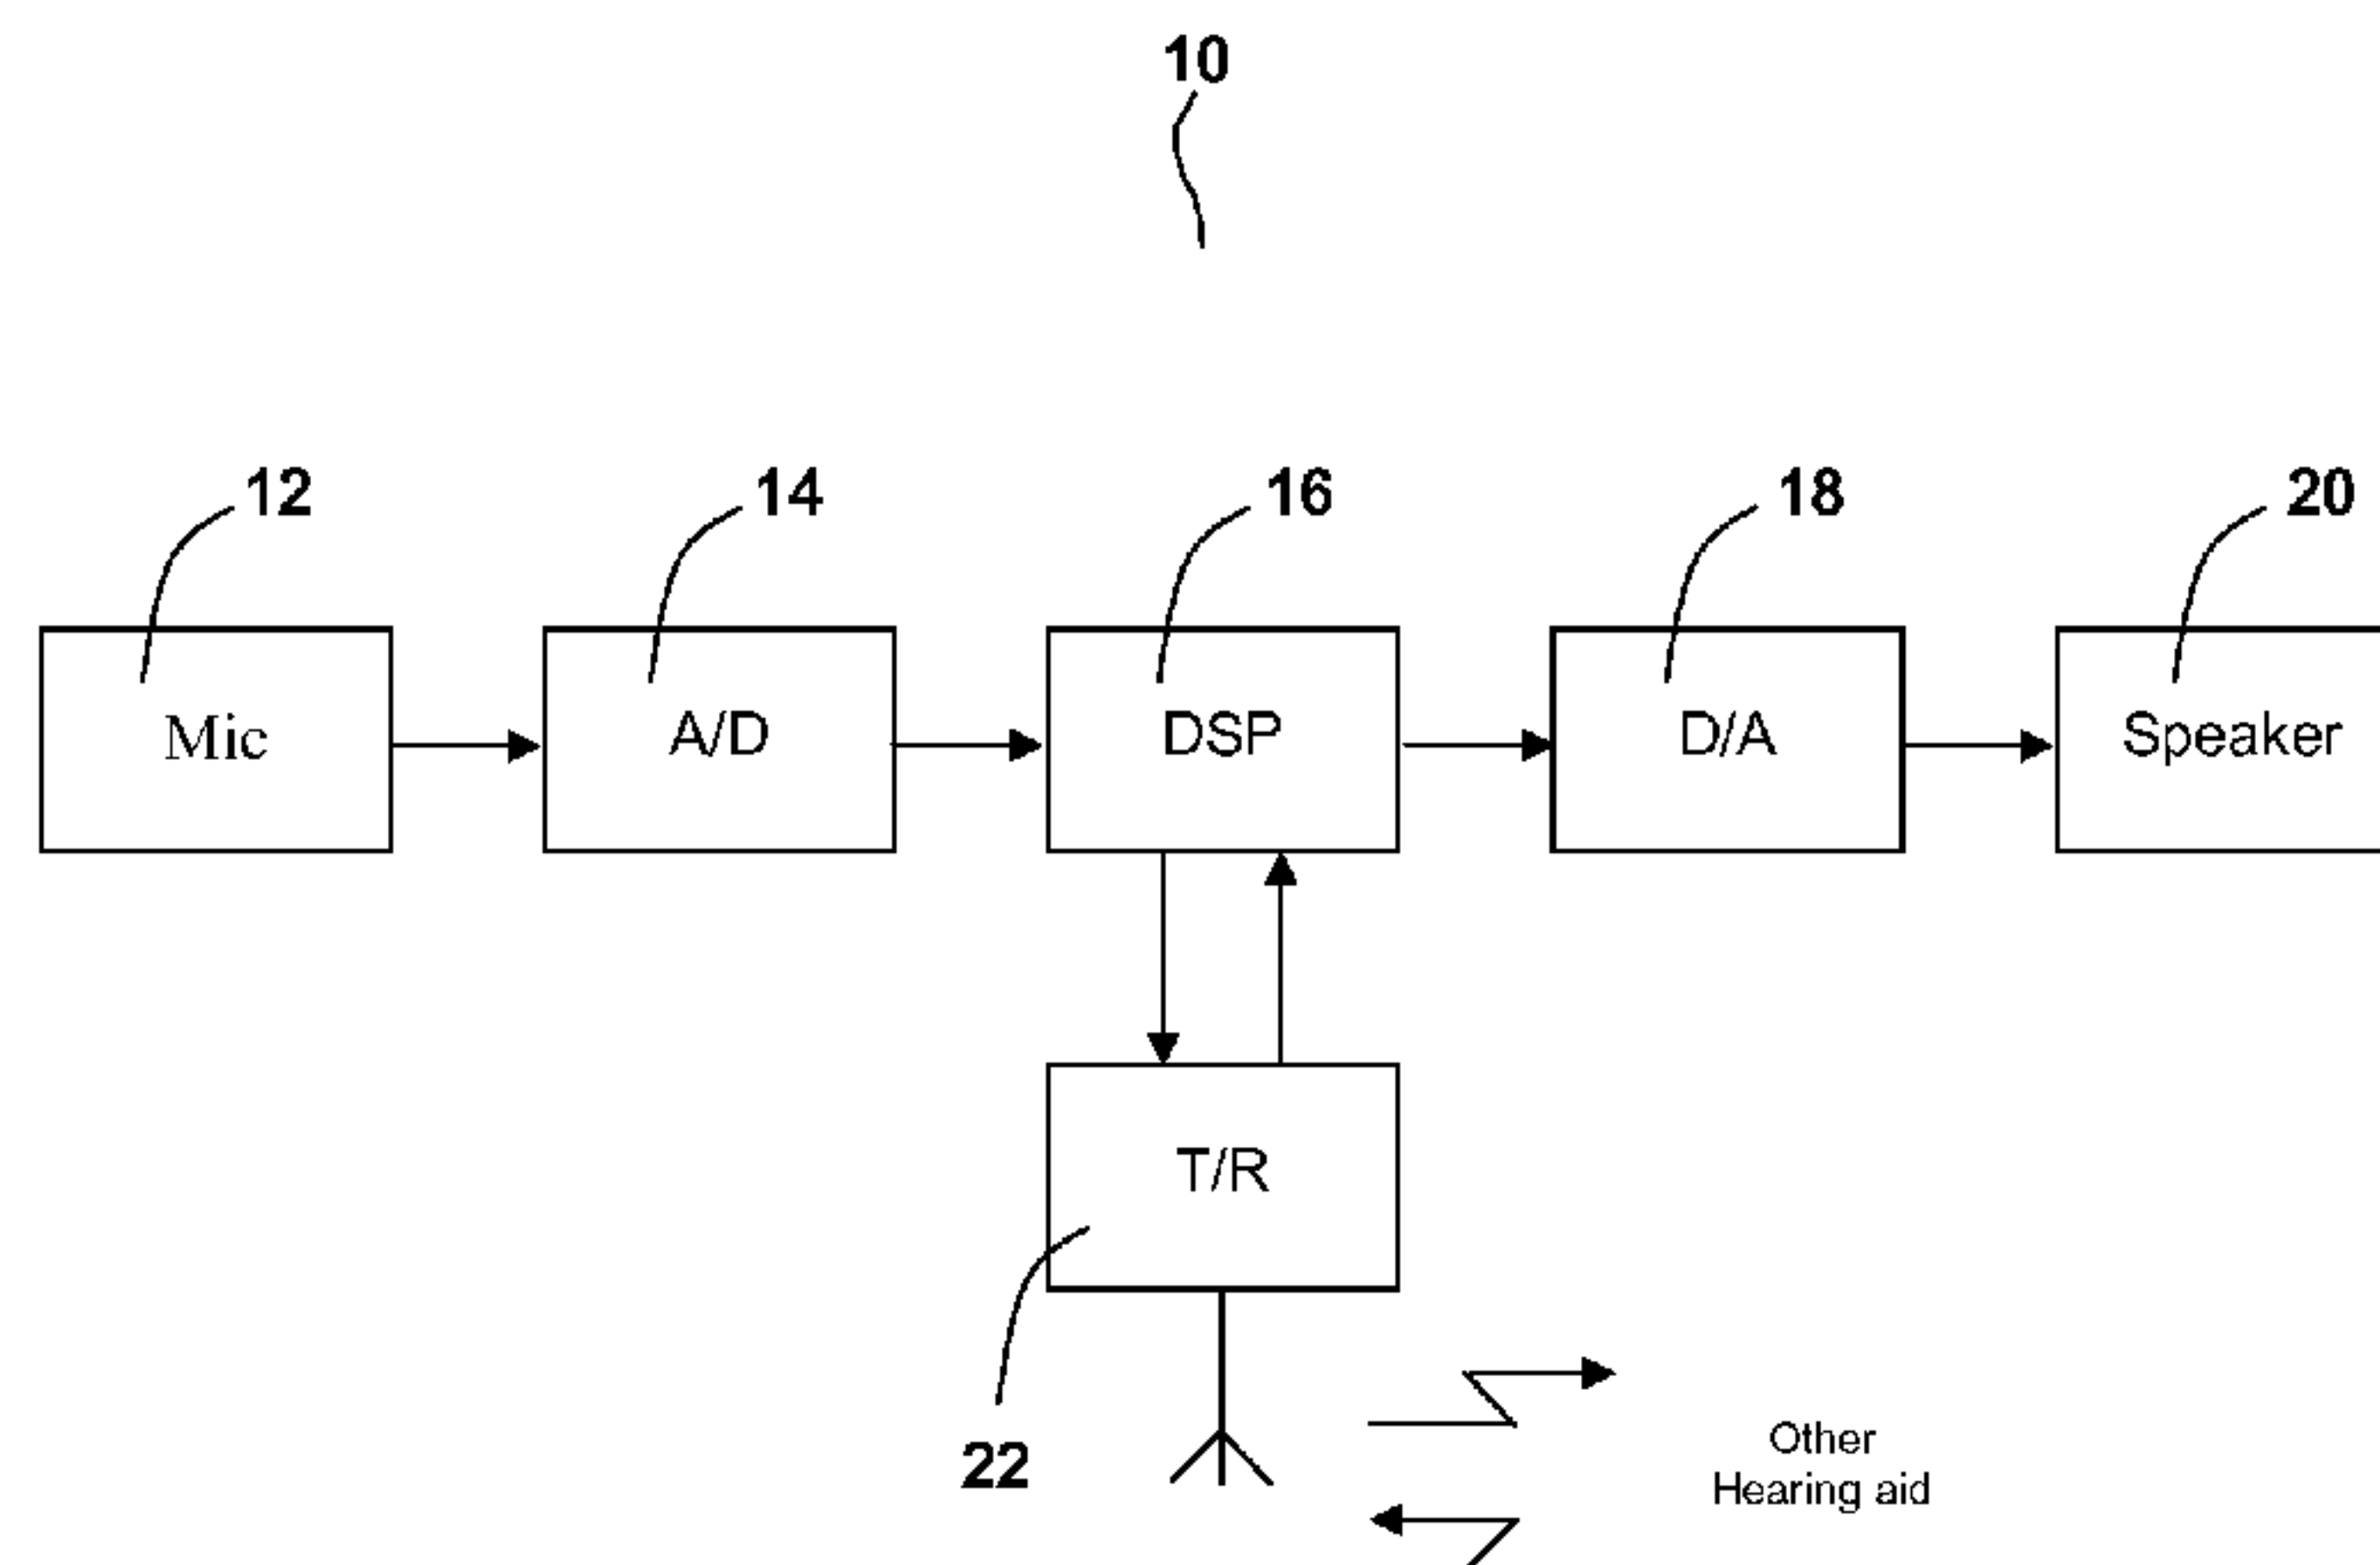 10
12
14
16
18
20
Mic
A/D
DSP
D/A
Speaker
T/R
22
Other
Hearing aid